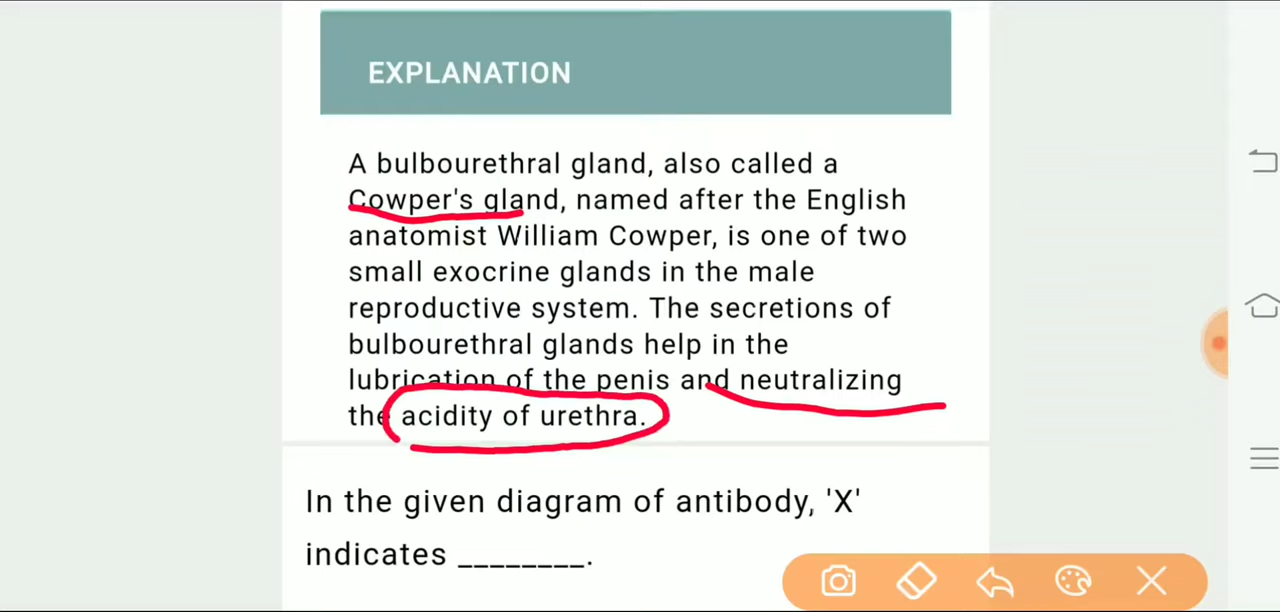 EXPLANATION
A bulbourethral gland, also called a
Cowper's gland, named after the English
anatomist William Cowper, is one of two
small exocrine glands in the male
reproductive system. The secretions of
bulbourethral glands help in the
lubrication of the penis and neutralizing
the acidity of urethra.
In the given diagram of antibody, 'X'
indicates ________.